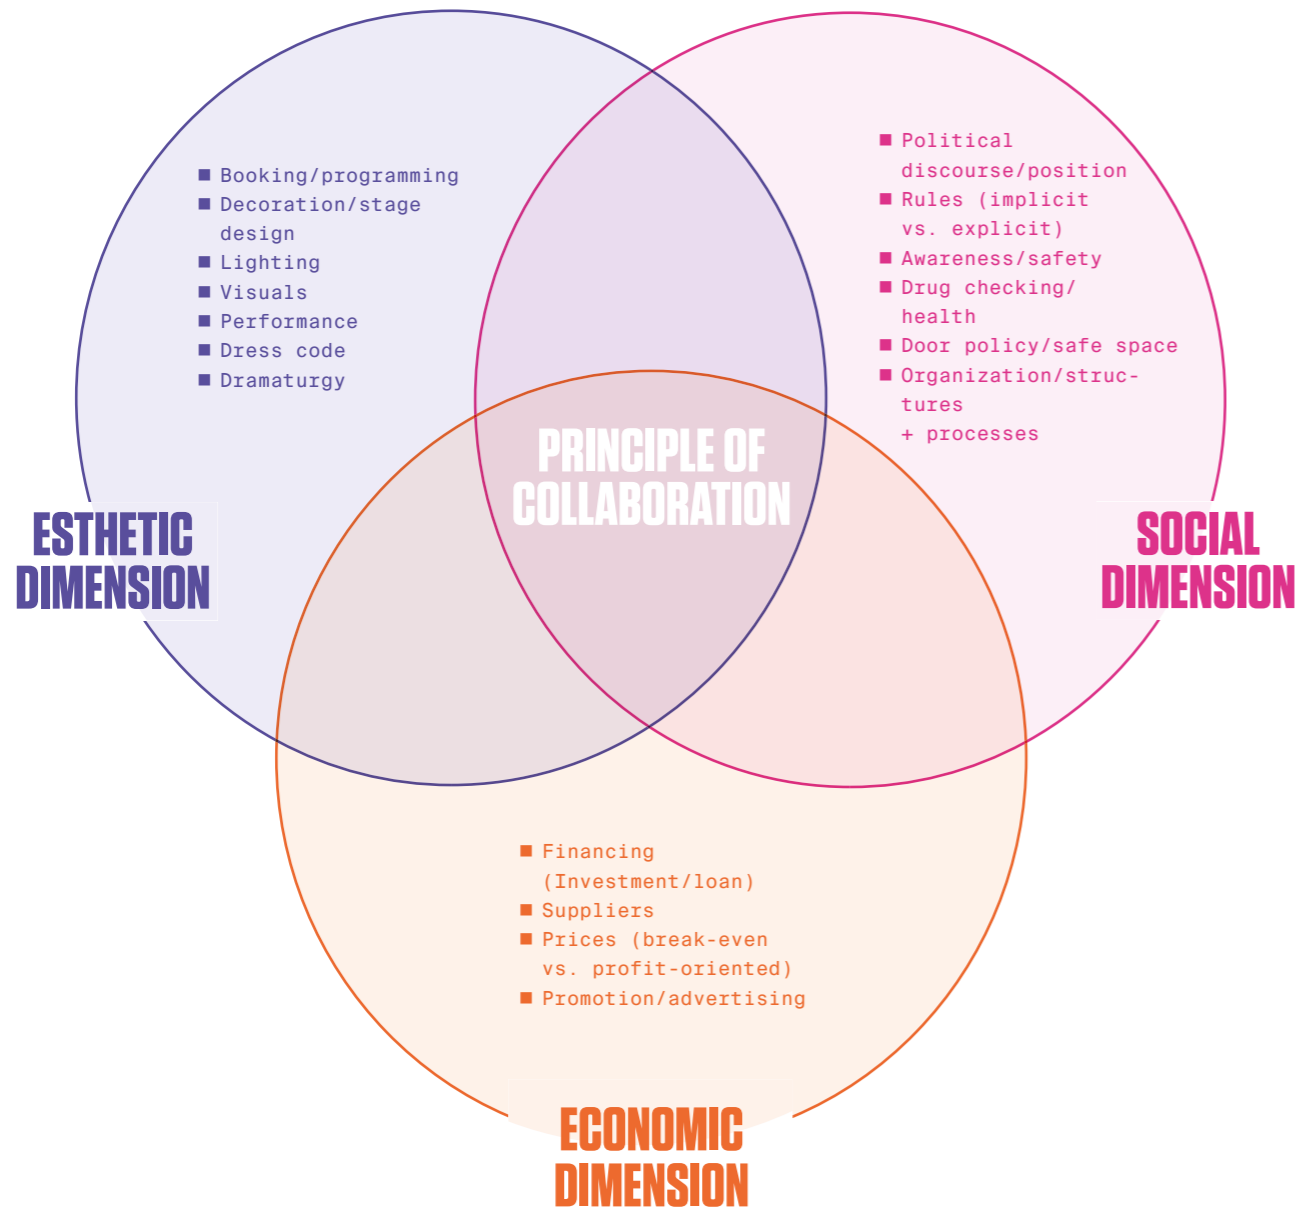 ■ Booking/programming
■ Decoration/stage
design
■ Lighting
■ Visuals
■ Performance
■ Dress code
■ Dramaturgy
■ Political
discourse/position
■ Rules (implicit
vs. explicit)
■ Awareness/safety
■ Drug checking/
health
■ Door policy/safe space
■ Organization/struc-
tures
+ processes
PRINCIPLE OF
COLLABORATION
ESTHETIC
DIMENSION
SOCIAL
DIMENSION
■ Financing
(Investment/loan)
■ Suppliers
■ Prices (break-even
vs. profit-oriented)
■ Promotion/advertising
ECONOMIC
DIMENSION